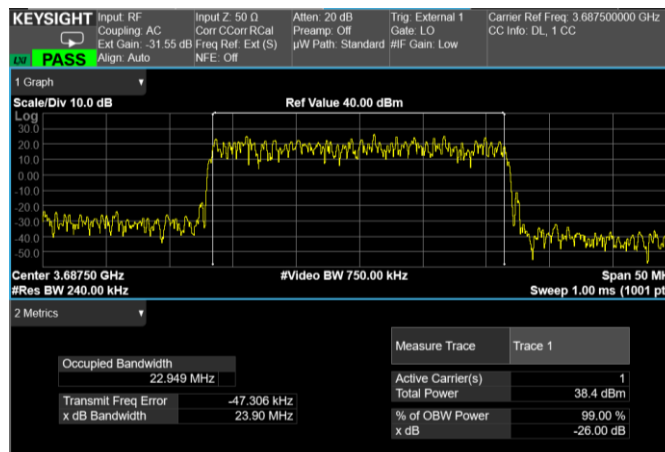 KEYSIGHT Input: RF Input Z: 50 Ω Atten: 20 dB Trig: External 1 Carrier Ref Freq: 3.687500000 GHz
Coupling: AC Corr CCorr RCal Preamp: Off Gate: LO CC Info: DL, 1 CC
Ext Gain: -31.55 dB Freq Ref: Ext (S) µW Path: Standard #IF Gain: Low
LXI PASS Align: Auto NFE: Off
1 Graph
Scale/Div 10.0 dB Ref Value 40.00 dBm
Log
30.0
20.0
10.0
0.00
-10.0
-20.0
-30.0
-40.0
-50.0
Center 3.68750 GHz #Video BW 750.00 kHz Span 50 MH
#Res BW 240.00 kHz Sweep 1.00 ms (1001 pt
2 Metrics
Measure Trace Trace 1
Occupied Bandwidth
22.949 MHz
Active Carrier(s) 1
Total Power 38.4 dBm
Transmit Freq Error -47.306 kHz
x dB Bandwidth 23.90 MHz
% of OBW Power 99.00 %
x dB -26.00 dB